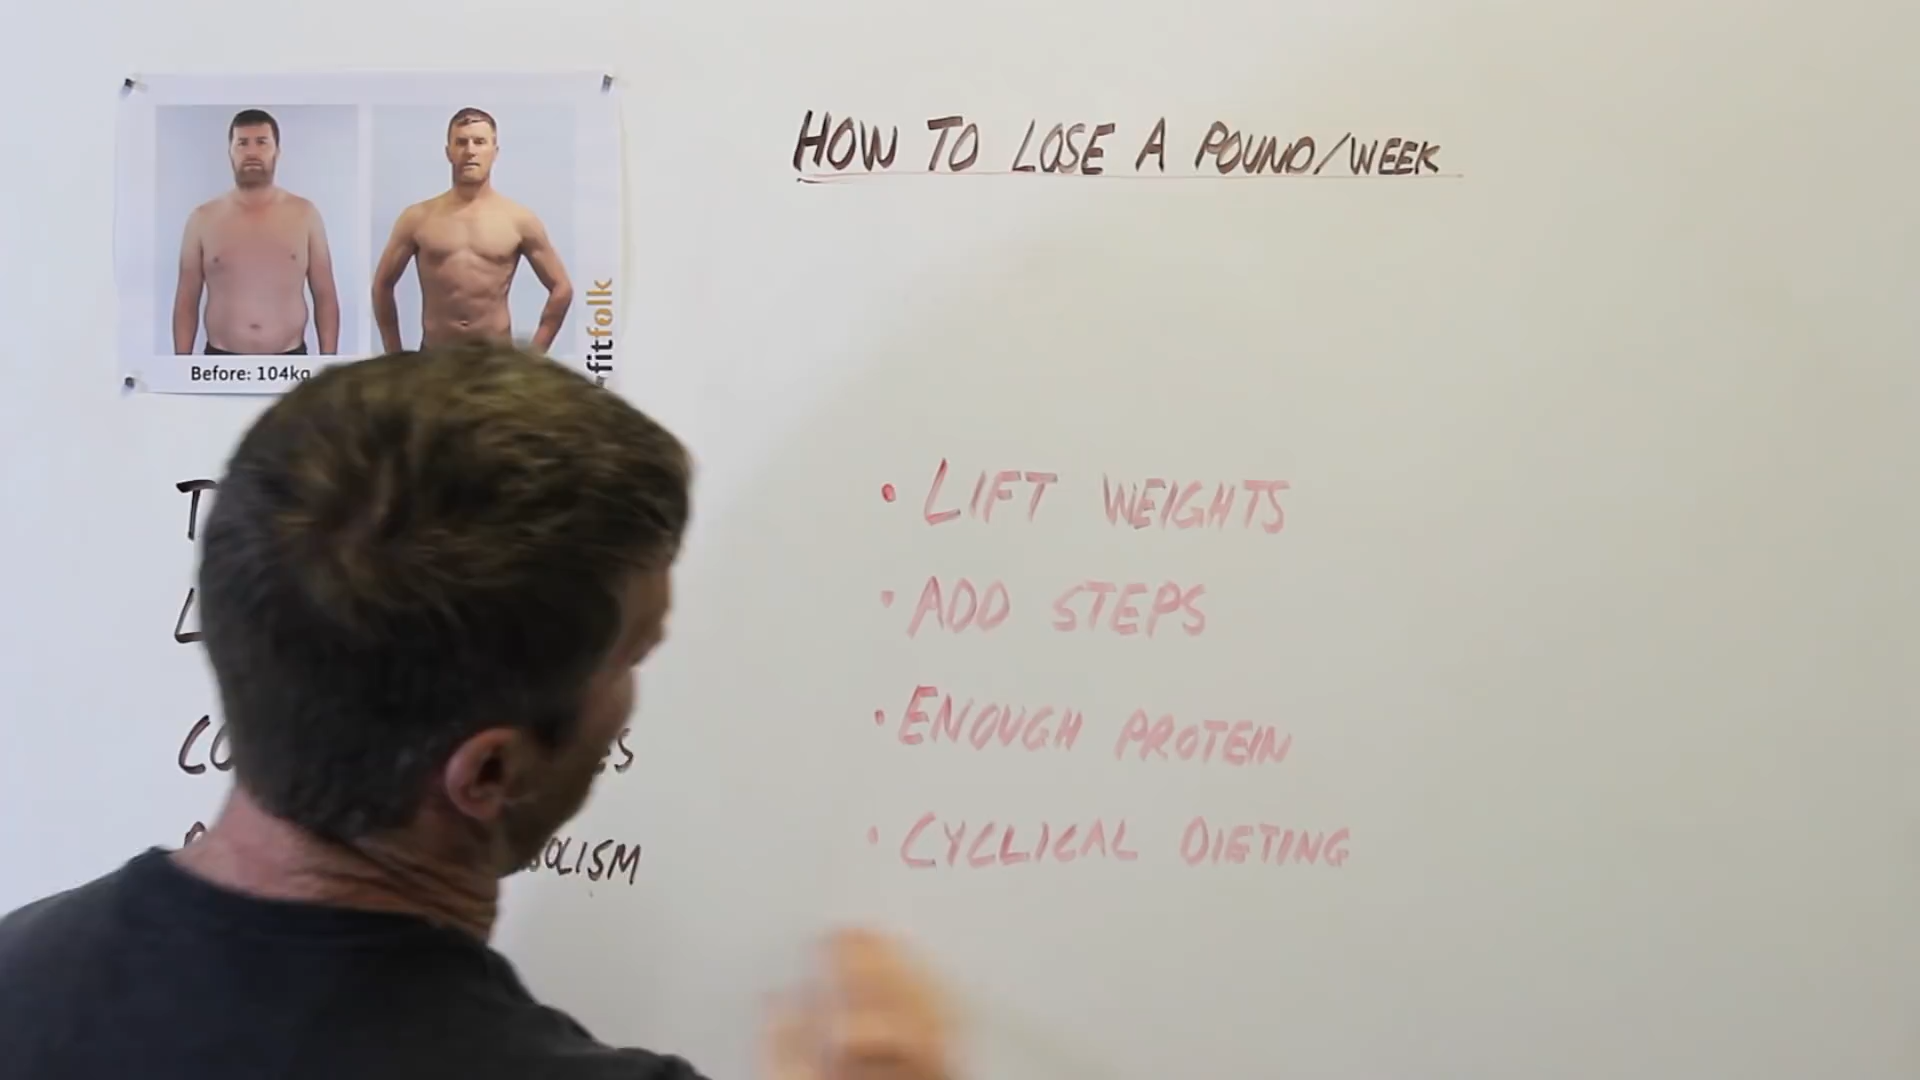 HOW TO LOSE A POUND/WEEK
fitfolk
Before: 104kg
• LIFT WEIGHTS
• ADD STEPS
• ENOUGH PROTEIN
• CYCLICAL DIETING